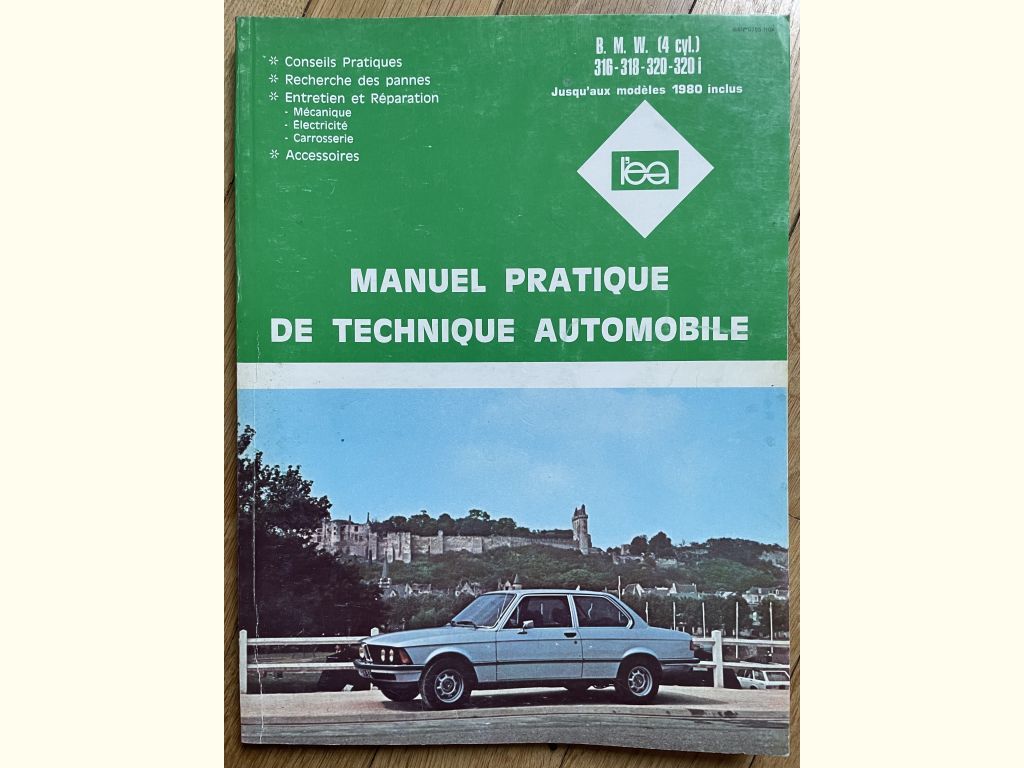 * Conseils Pratiques
* Recherche des pannes
* Entretien et Réparation
- Mécanique
- Électricité
- Carrosserie
* Accessoires
B. M. W. (4 cyl.)
316-318-320-320 i
Jusqu'aux modèles 1980 inclus
l'ea
MANUEL PRATIQUE
DE TECHNIQUE AUTOMOBILE